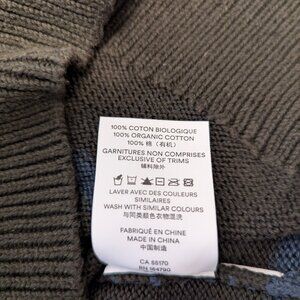 100% COTON BIOLOGIQUE
100% ORGANIC COTTON
100% 棉（有机）
GARNITURES NON COMPRISES
EXCLUSIVE OF TRIMS
辅料除外
LAVER AVEC DES COULEURS
SIMILAIRES
WASH WITH SIMILAR COLOURS
与同类颜色衣物混洗
FABRIQUÉ EN CHINE
MADE IN CHINA
中国制造
CA 55170
RN 164790